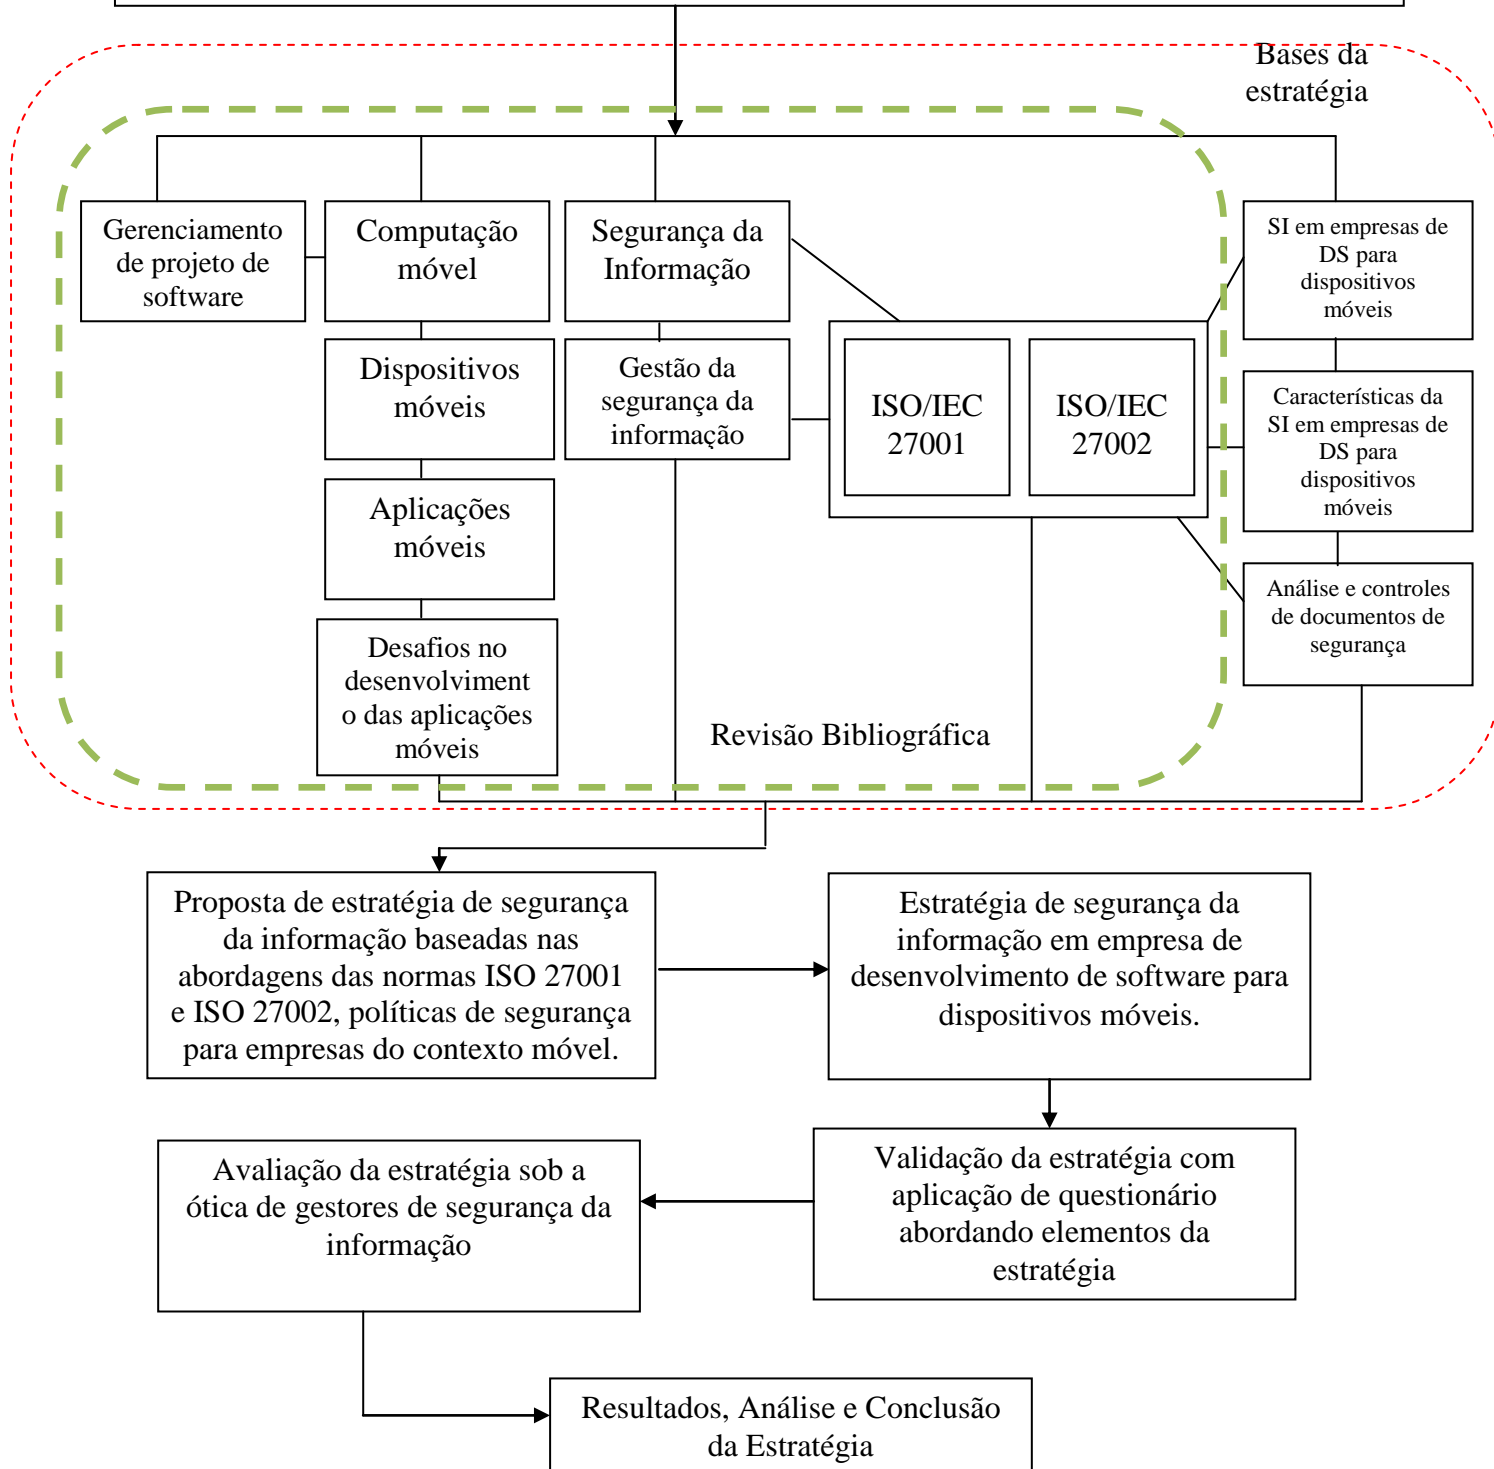 Bases da
estratégia
Gerenciamento
de projeto de
software
Computação
móvel
Segurança da
Informação
SI em empresas de
DS para
dispositivos
móveis
Dispositivos
móveis
Gestão da
segurança da
informação
ISO/IEC
27001
ISO/IEC
27002
Características da
SI em empresas de
DS para
dispositivos
móveis
Aplicações
móveis
Análise e controles
de documentos de
segurança
Desafios no
desenvolviment
o das aplicações
móveis
Revisão Bibliográfica
Proposta de estratégia de segurança
da informação baseadas nas
abordagens das normas ISO 27001
e ISO 27002, políticas de segurança
para empresas do contexto móvel.
Estratégia de segurança da
informação em empresa de
desenvolvimento de software para
dispositivos móveis.
Avaliação da estratégia sob a
ótica de gestores de segurança da
informação
Validação da estratégia com
aplicação de questionário
abordando elementos da
estratégia
Resultados, Análise e Conclusão
da Estratégia